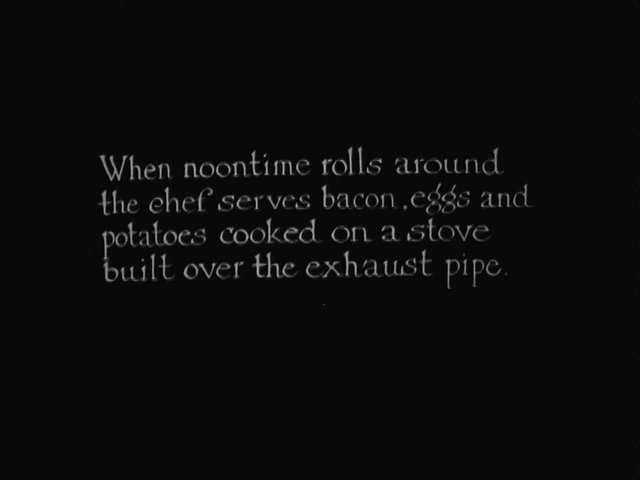 When noontime rolls around
the chef serves bacon, eggs and
potatoes cooked on a stove
built over the exhaust pipe.